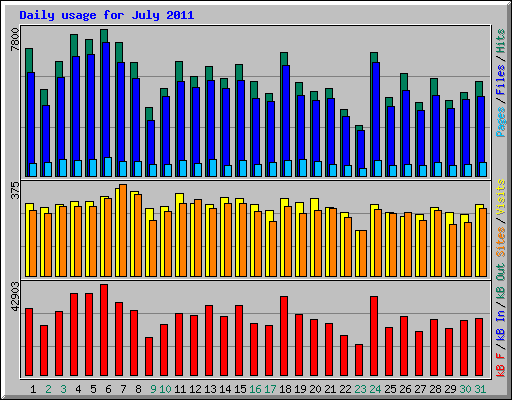 Daily usage for July 2011
7800
Pages / Files / Hits
375
Sites / Visits
42903
kB F / kB In / kB Out
1 2 3 4 5 6 7 8 9 10 11 12 13 14 15 16 17 18 19 20 21 22 23 24 25 26 27 28 29 30 31